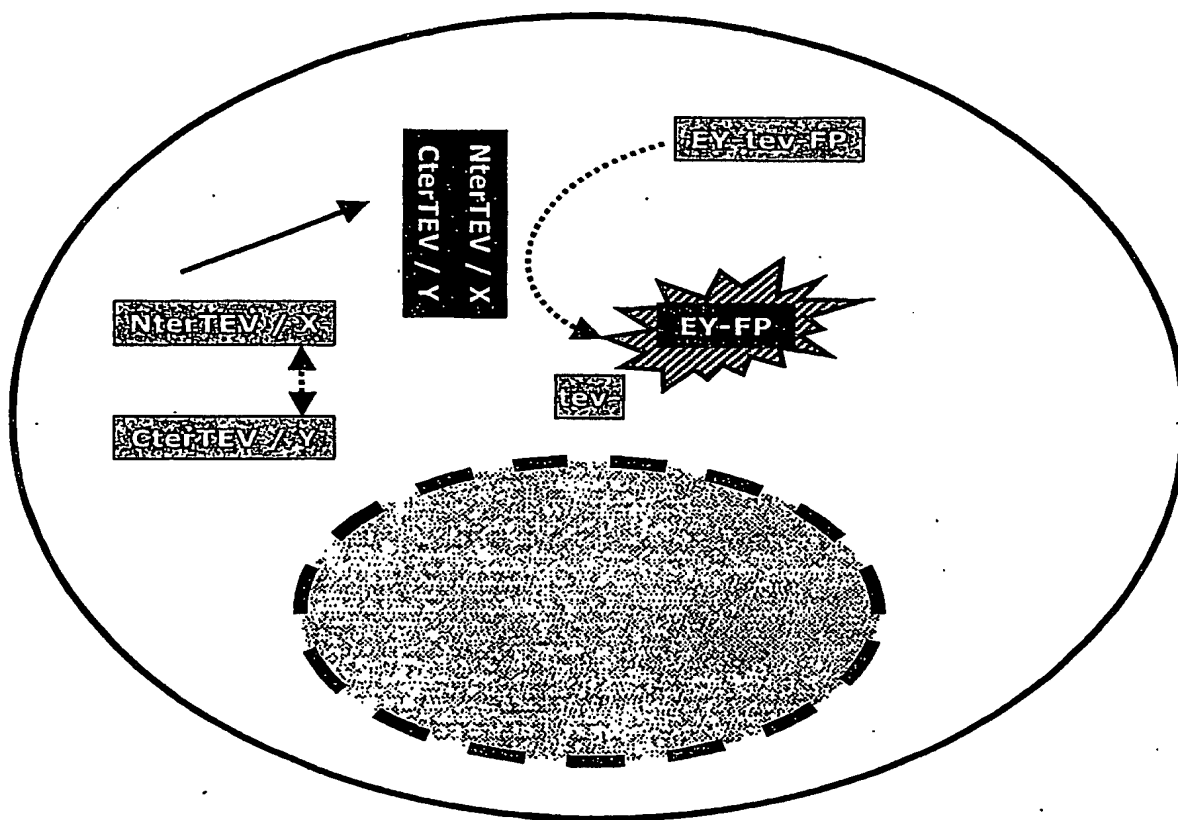 EY-tev-FP
NterTEV / X
CterTEV / Y
EY-FP
NterTEV / X
tev-
CterTEV / Y